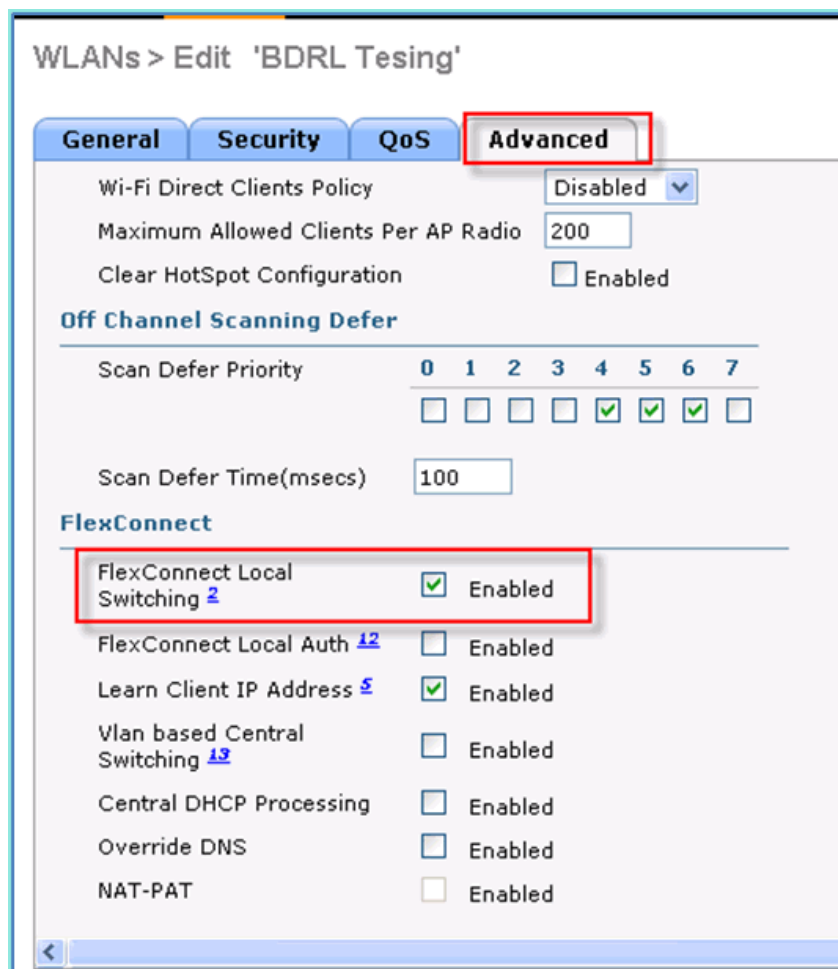 WLANs > Edit 'BDRL Tesing'
General Security QoS Advanced
Wi-Fi Direct Clients Policy Disabled
Maximum Allowed Clients Per AP Radio 200
Clear HotSpot Configuration Enabled
Off Channel Scanning Defer
Scan Defer Priority 0 1 2 3 4 5 6 7
Scan Defer Time(msecs) 100
FlexConnect
FlexConnect Local
Switching 2 Enabled
FlexConnect Local Auth 12 Enabled
Learn Client IP Address 5 Enabled
Vlan based Central
Switching 13 Enabled
Central DHCP Processing Enabled
Override DNS Enabled
NAT-PAT Enabled